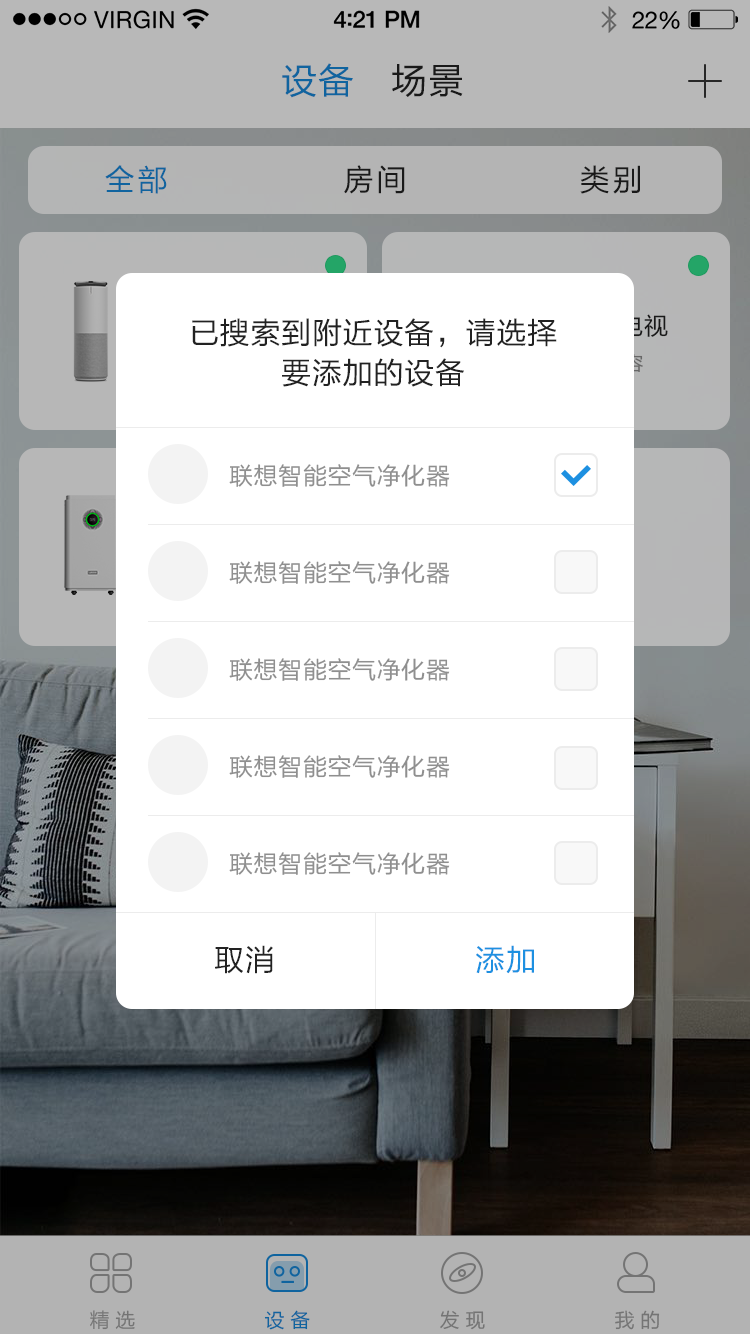 VIRGIN 4:21 PM 22%
设备 场景
全部 房间 类别
视
已搜索到附近设备，请选择
要添加的设备
联想智能空气净化器
联想智能空气净化器
联想智能空气净化器
联想智能空气净化器
联想智能空气净化器
取消 添加
精选 设备 发现 我的